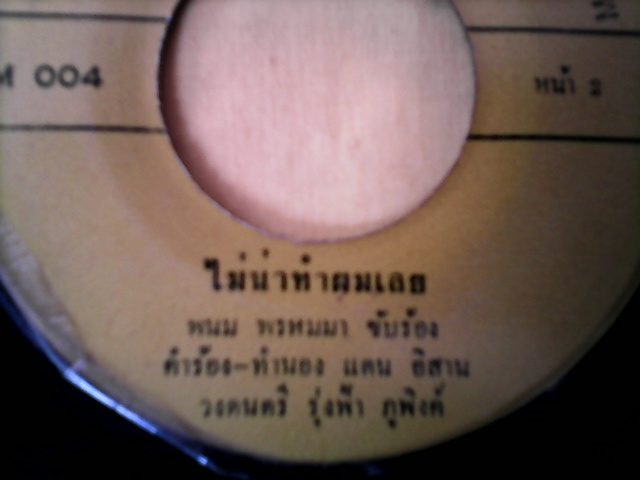 M 004
หน้า 2
ไม่น่าทำผมเลย
พนม พรหมมา ขับร้อง
คำร้อง-ทำนอง แดน อิสาน
วงดนตรี รุ่งฟ้า ภูพิงค์